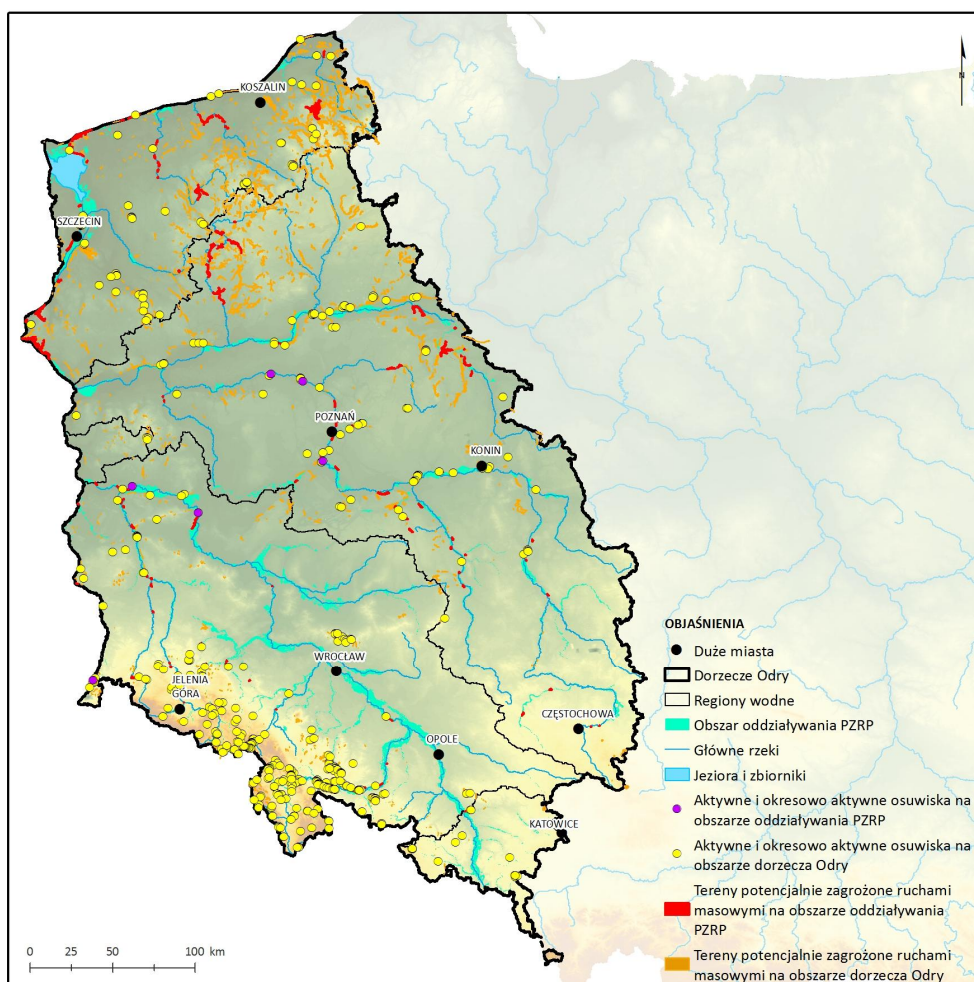 N
KOSZALIN
SZCZECIN
POZNAŃ
KONIN
WROCŁAW
JELENIA
GÓRA
CZĘSTOCHOWA
OPOLE
KATOWICE
OBJAŚNIENIA
Duże miasta
Dorzecze Odry
Regiony wodne
Obszar oddziaływania PZRP
Główne rzeki
Jeziora i zbiorniki
Aktywne i okresowo aktywne osuwiska na
obszarze oddziaływania PZRP
Aktywne i okresowo aktywne osuwiska na
obszarze dorzecza Odry
Tereny potencjalnie zagrożone ruchami
masowymi na obszarze oddziaływania
PZRP
Tereny potencjalnie zagrożone ruchami
masowymi na obszarze dorzecza Odry
0 25 50 100 km